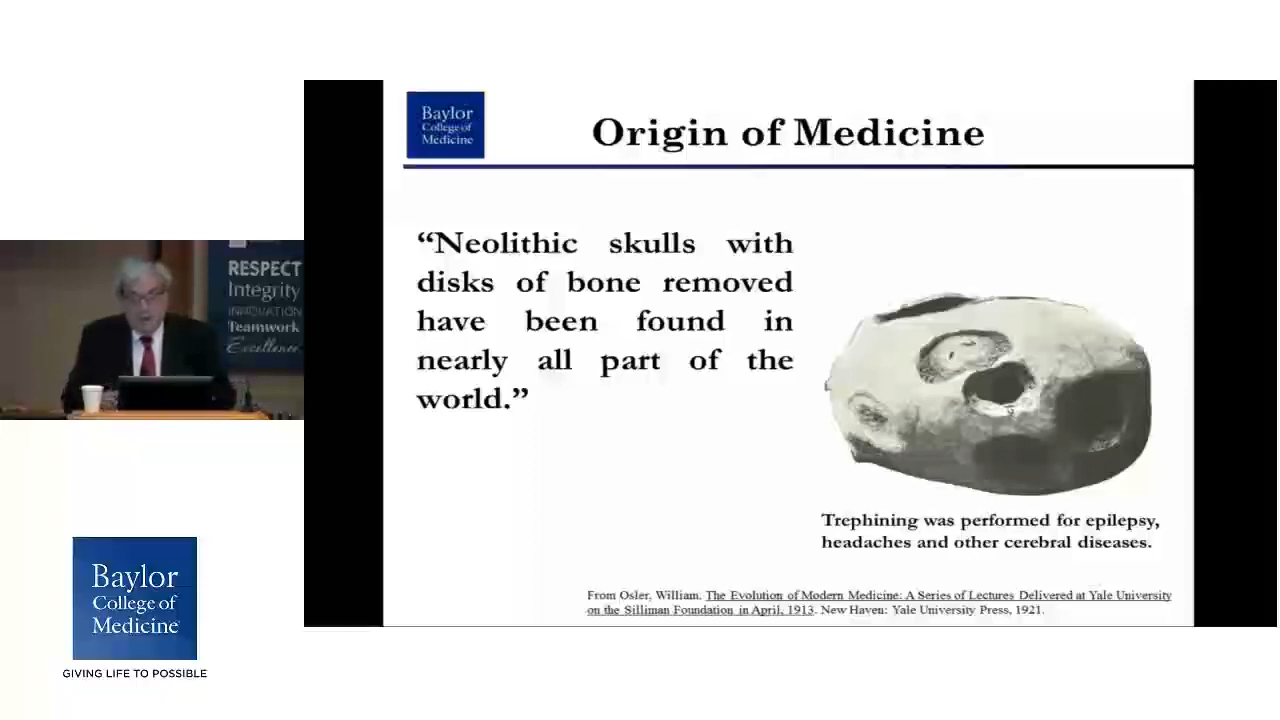 Baylor
College of
Medicine
Origin of Medicine
“Neolithic skulls with
disks of bone removed
have been found in
nearly all part of the
world.”
Trephining was performed for epilepsy,
headaches and other cerebral diseases.
From Osler, William. The Evolution of Modern Medicine: A Series of Lectures Delivered at Yale University
on the Silliman Foundation in April, 1913. New Haven: Yale University Press, 1921.
RESPECT
Integrity
INNOVATION
Teamwork
Excellence
Baylor
College of
Medicine
GIVING LIFE TO POSSIBLE